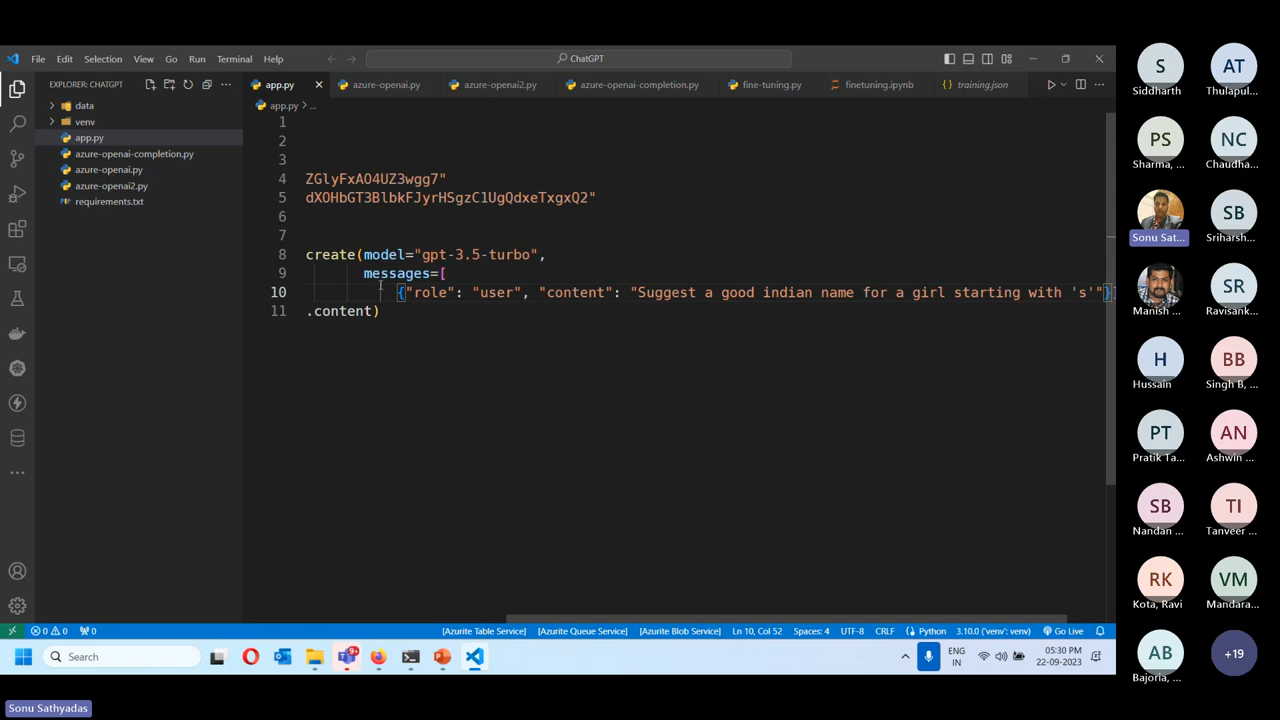 File Edit Selection View Go Run Terminal Help
ChatGPT
EXPLORER: CHATGPT
app.py
azure-openai.py
azure-openai2.py
azure-openai-completion.py
fine-tuning.py
finetuning.ipynb
training.json
app.py > ...
data
venv
app.py
azure-openai-completion.py
azure-openai.py
azure-openai2.py
requirements.txt
1
2
3
4 ZGlyFxAO4UZ3wgg7"
5 dXOHbGT3BlbkFJyrHSgzC1UgQdxeTxgxQ2"
6
7
8 create(model="gpt-3.5-turbo",
9 messages=[
10 {"role": "user", "content": "Suggest a good indian name for a girl starting with 's'"}
11 .content)
0 0 0
[Azurite Table Service] [Azurite Queue Service] [Azurite Blob Service] Ln 10, Col 52 Spaces: 4 UTF-8 CRLF Python 3.10.0 ('venv': venv) Go Live
Search
9+
ENG
IN
05:30 PM
22-09-2023
Sonu Sathyadas
S
Siddharth
AT
Thulapul...
PS
Sharma, ...
NC
Chaudha...
Sonu Sat...
SB
Sriharsh...
Manish ...
SR
Ravisank...
H
Hussain
BB
Singh B, ...
PT
Pratik Ta...
AN
Ashwin ...
SB
Nandan ...
TI
Tanveer ...
RK
Kota, Ravi
VM
Mandara...
AB
Bajoria, ...
+19